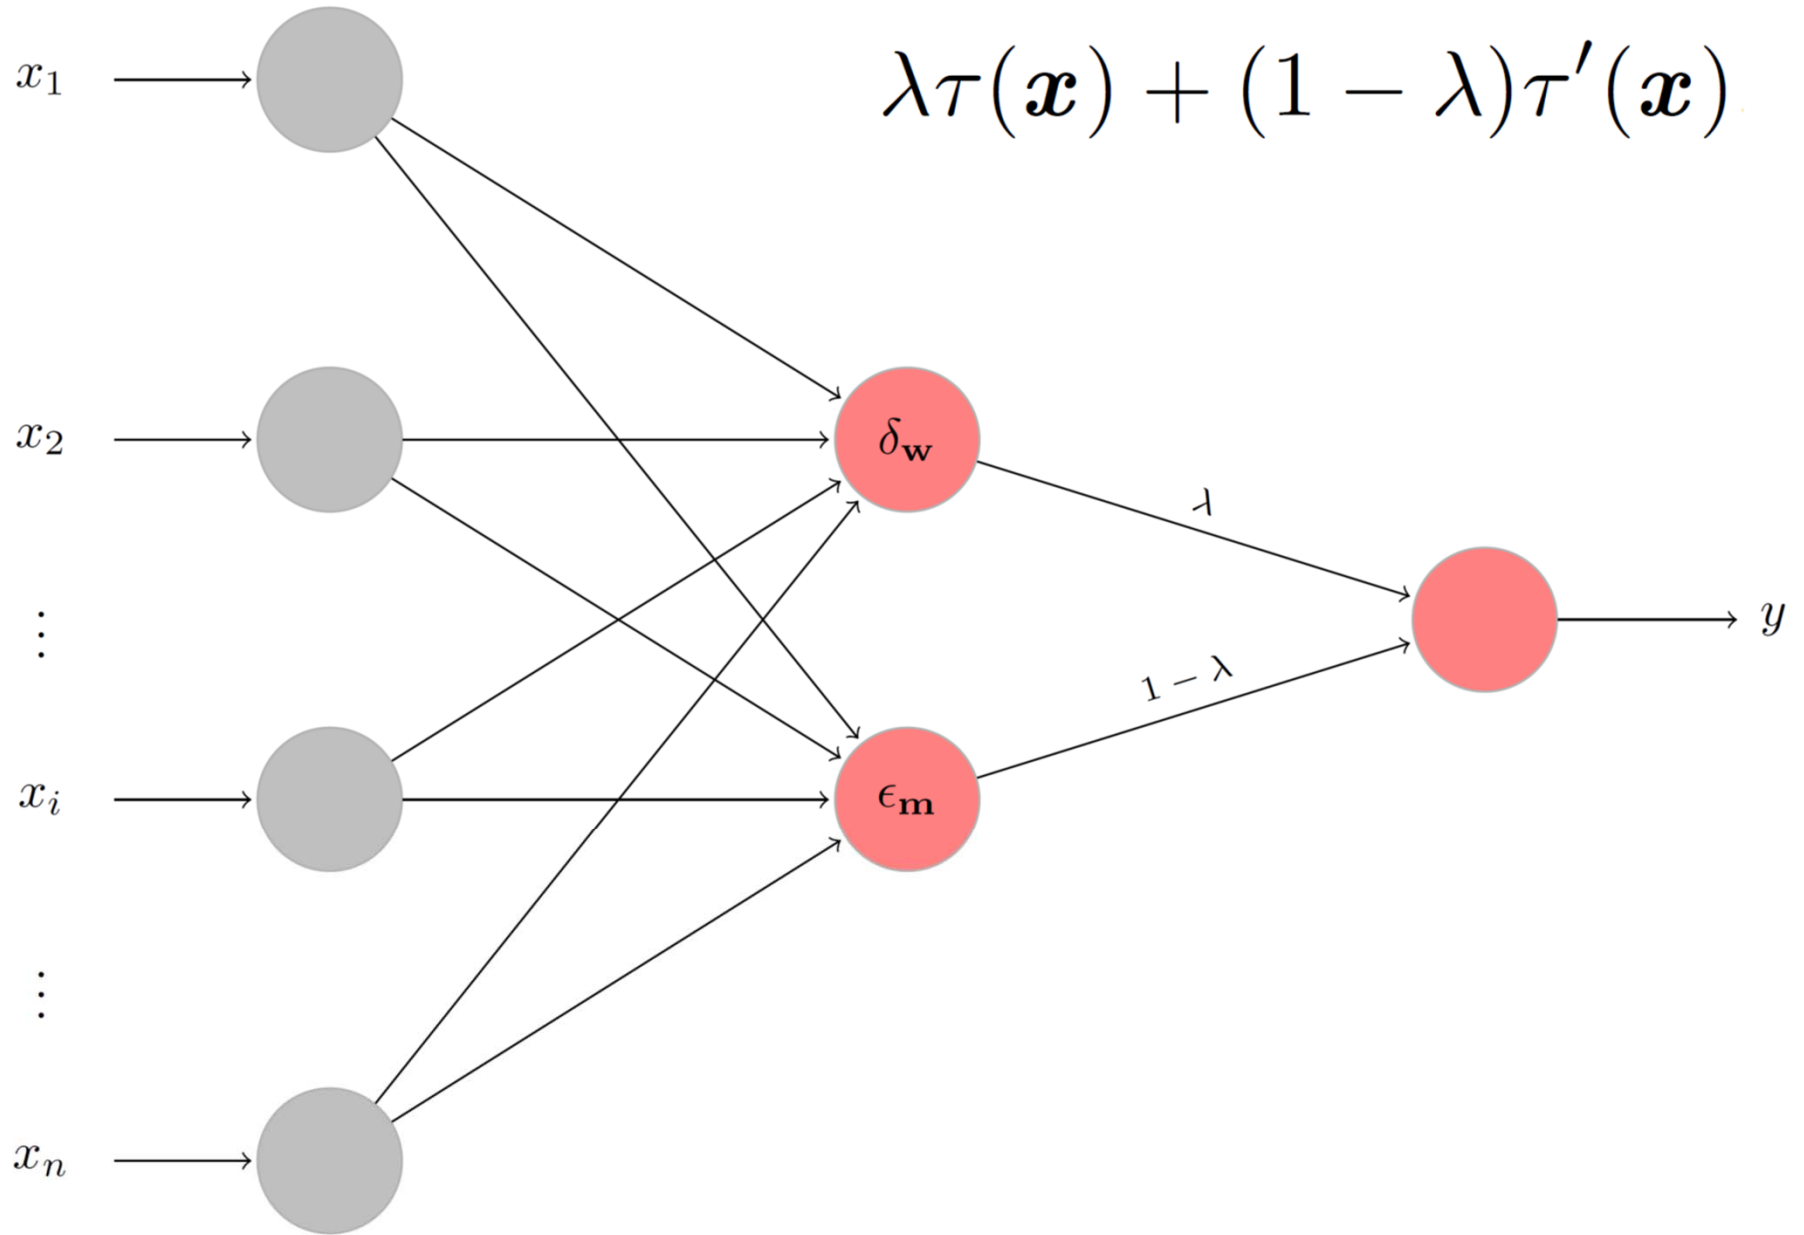 x₁
λτ(𝒙) + (1 − λ)τ′(𝒙)
x₂
δ𝐰
λ
⋮
y
1 − λ
xᵢ
ϵ𝐦
⋮
xₙ